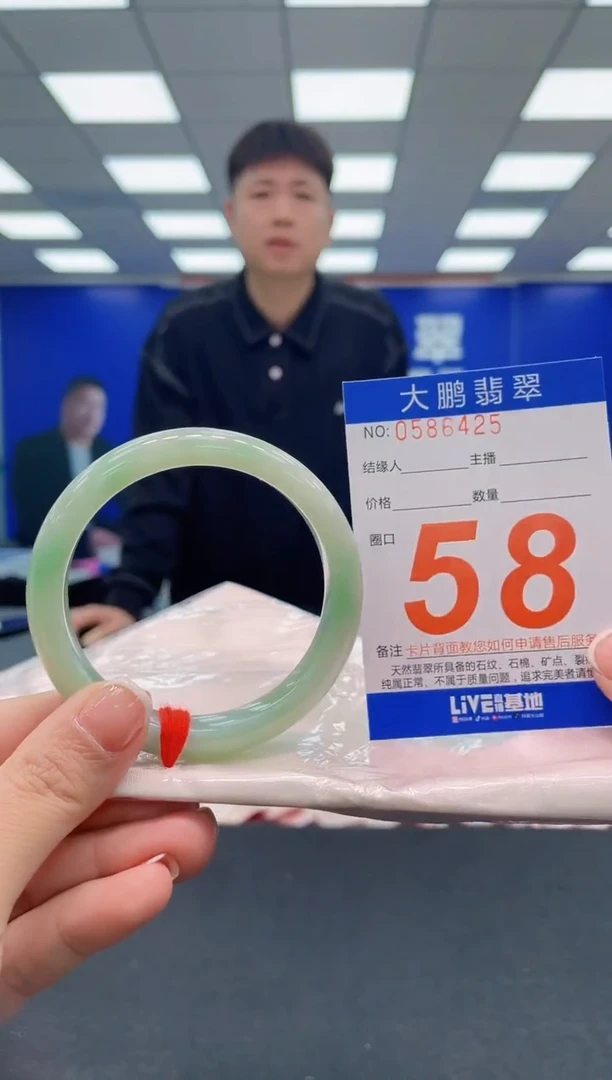 翠
大鹏翡翠
NO: 0586425
结缘人 主播
价格 数量
圈口
58
备注 卡片背面教您如何申请售后服务
天然翡翠所具备的石纹、石棉、矿点、裂
纯属正常、不属于质量问题、追求完美者请慎
LiVE 基地